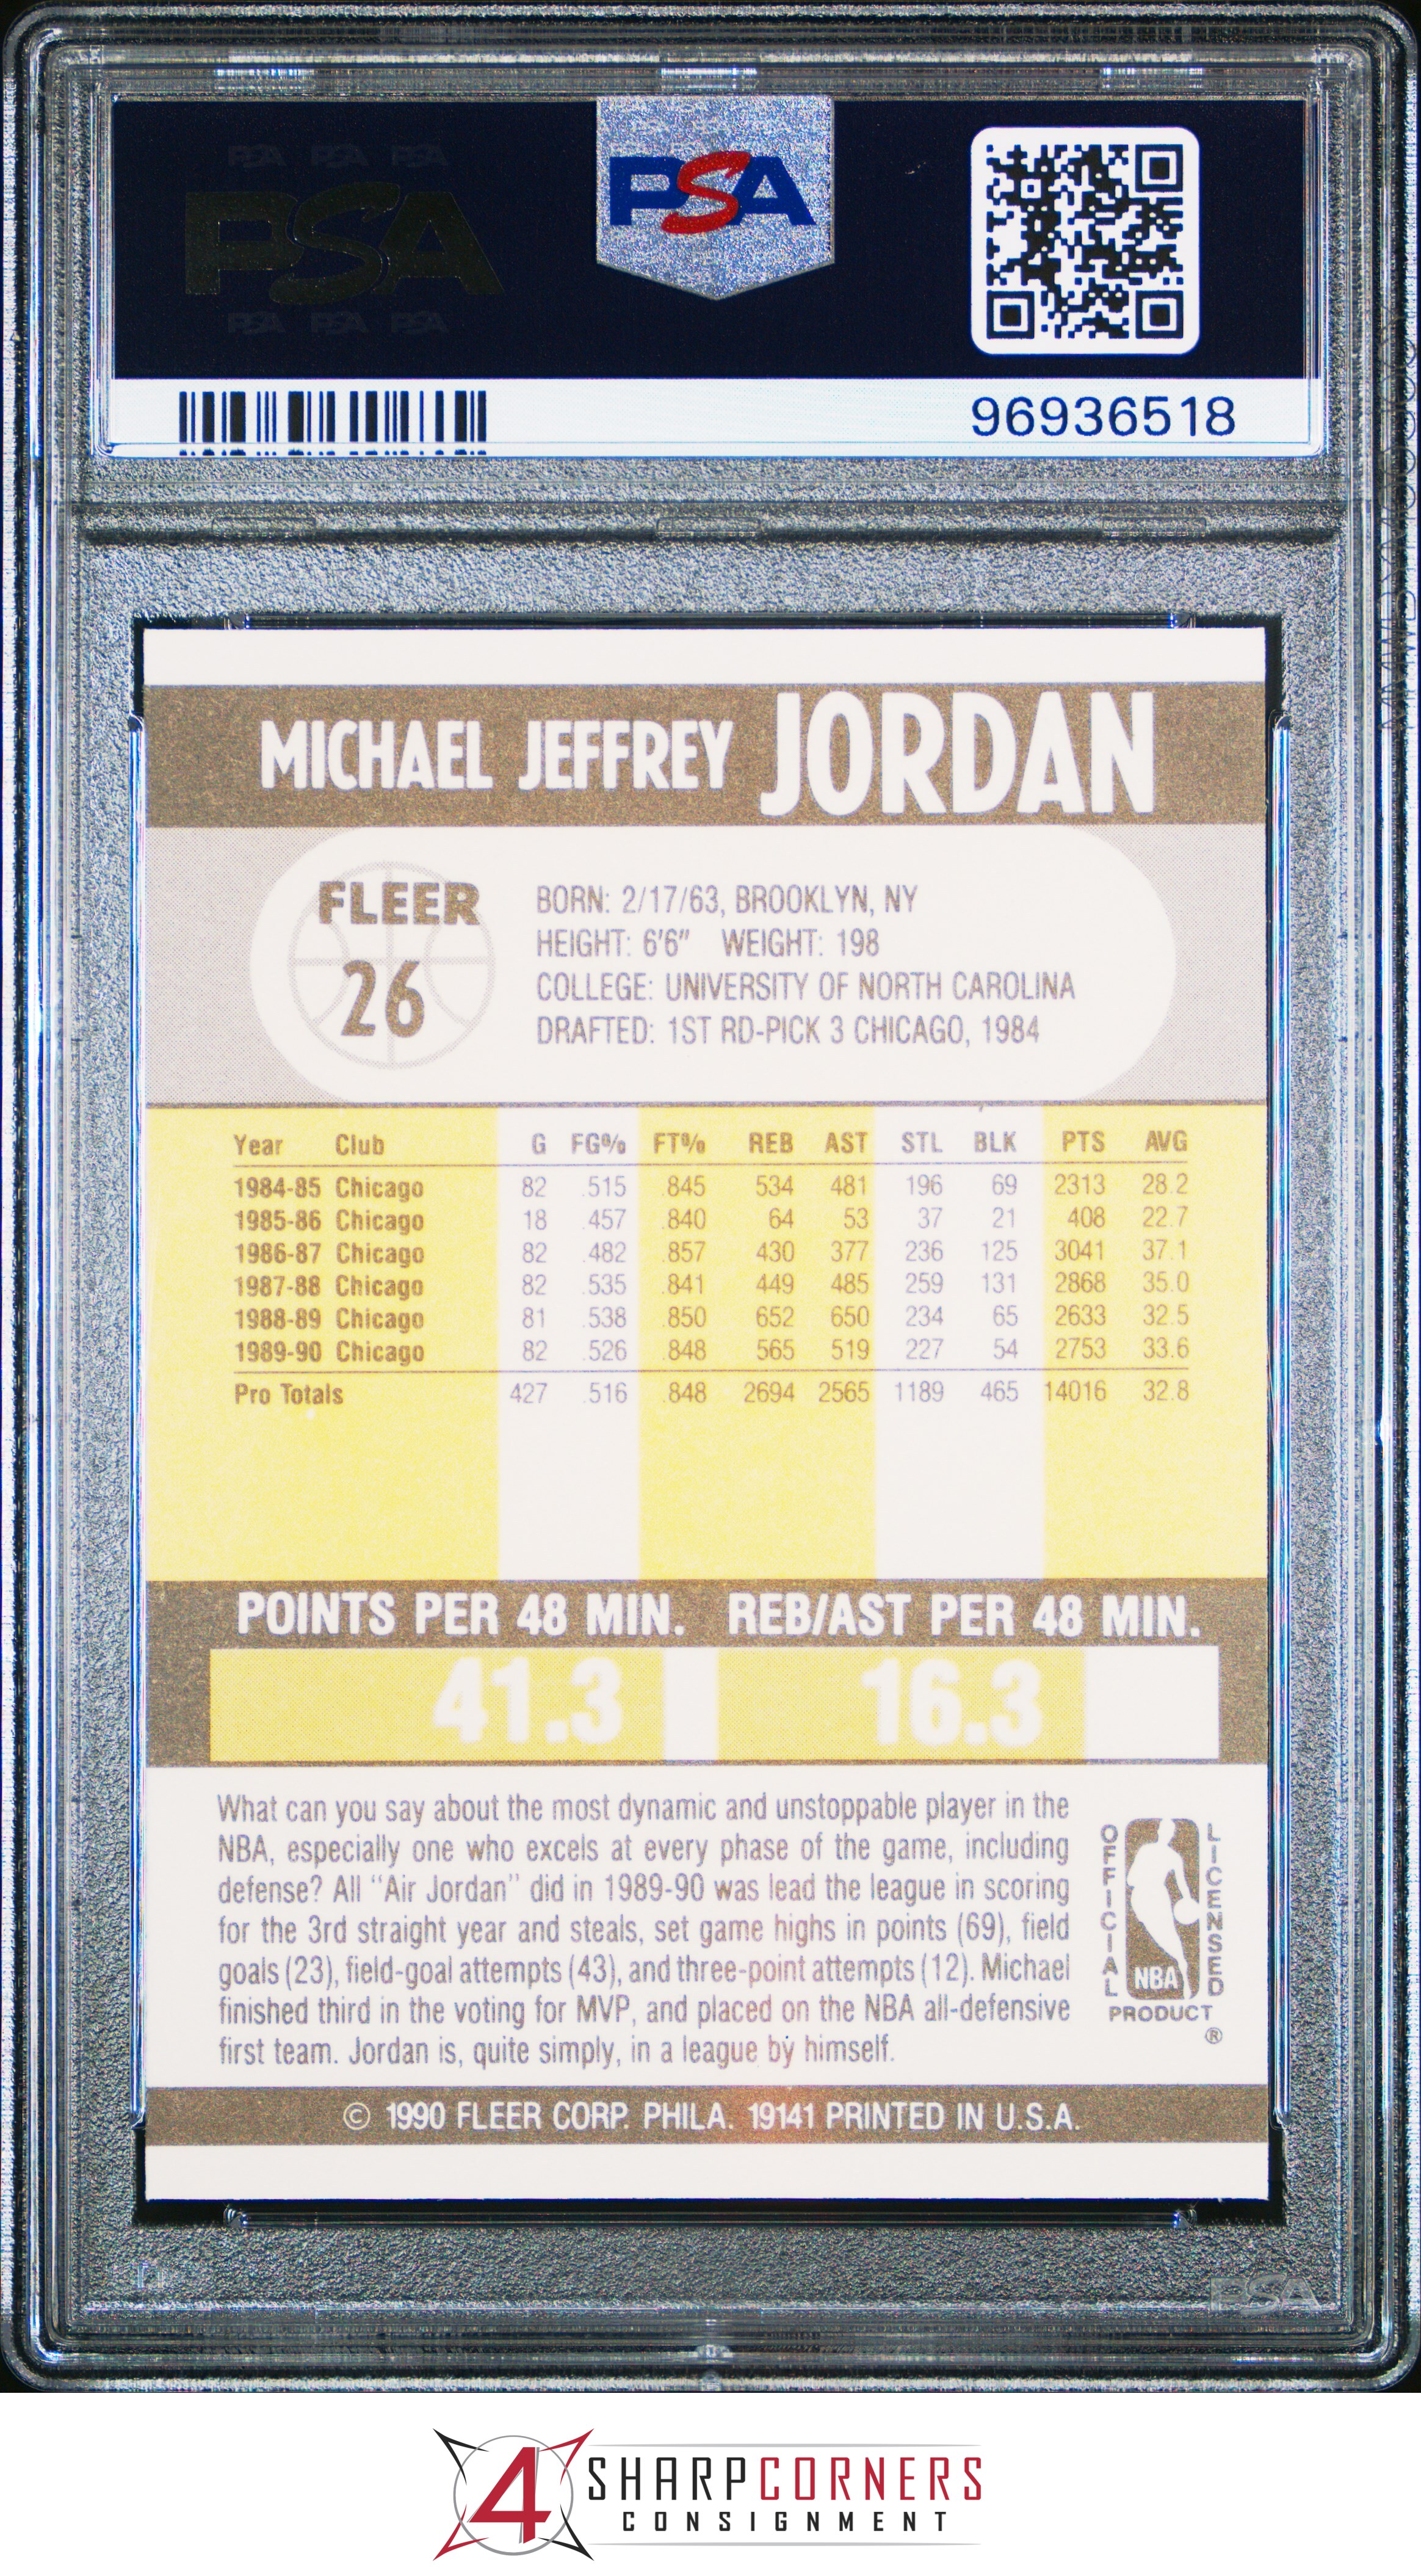 PSA PSA PSA
PSA
PSA PSA PSA
PSA
96936518
MICHAEL JEFFREY JORDAN
FLEER
26
BORN: 2/17/63, BROOKLYN, NY
HEIGHT: 6'6" WEIGHT: 198
COLLEGE: UNIVERSITY OF NORTH CAROLINA
DRAFTED: 1ST RD-PICK 3 CHICAGO, 1984
Year Club G FG% FT% REB AST STL BLK PTS AVG
1984-85 Chicago 82 .515 .845 534 481 196 69 2313 28.2
1985-86 Chicago 18 .457 .840 64 53 37 21 408 22.7
1986-87 Chicago 82 .482 .857 430 377 236 125 3041 37.1
1987-88 Chicago 82 .535 .841 449 485 259 131 2868 35.0
1988-89 Chicago 81 .538 .850 652 650 234 65 2633 32.5
1989-90 Chicago 82 .526 .848 565 519 227 54 2753 33.6
Pro Totals 427 .516 .848 2694 2565 1189 465 14016 32.8
POINTS PER 48 MIN. REB/AST PER 48 MIN.
41.3 16.3
What can you say about the most dynamic and unstoppable player in the
NBA, especially one who excels at every phase of the game, including
defense? All "Air Jordan" did in 1989-90 was lead the league in scoring
for the 3rd straight year and steals, set game highs in points (69), field
goals (23), field-goal attempts (43), and three-point attempts (12). Michael
finished third in the voting for MVP, and placed on the NBA all-defensive
first team. Jordan is, quite simply, in a league by himself.
OFFICIAL
NBA
LICENSED
PRODUCT
®
© 1990 FLEER CORP. PHILA. 19141 PRINTED IN U.S.A.
PSA
4 SHARPCORNERS
CONSIGNMENT